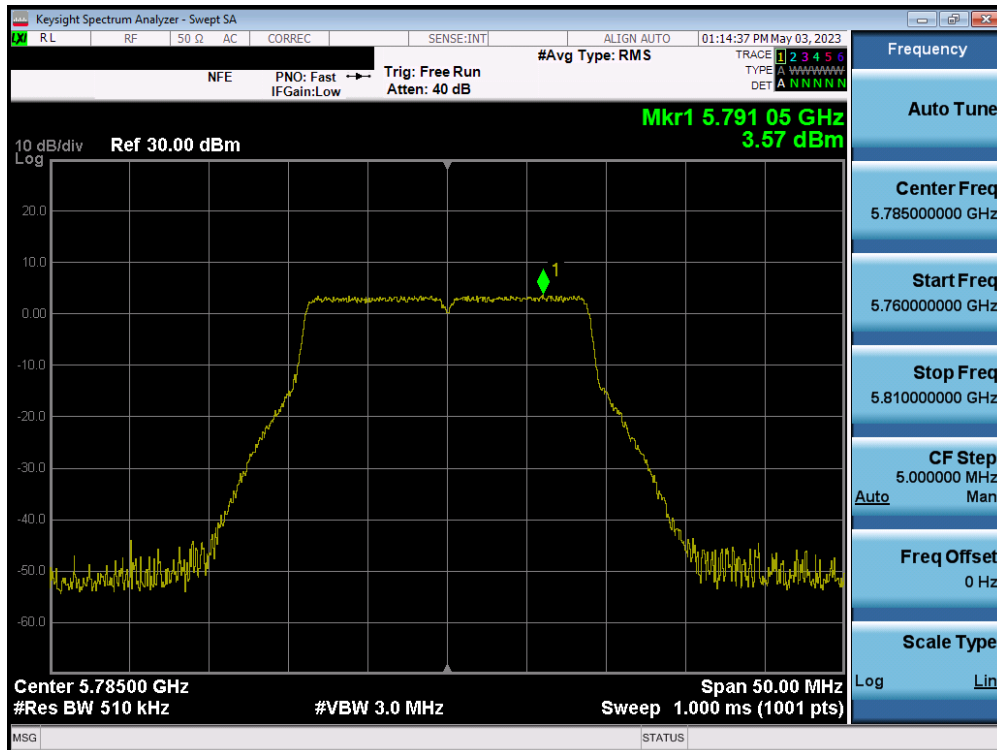 Keysight Spectrum Analyzer - Swept SA
LXI RL RF 50 Ω AC CORREC SENSE:INT ALIGN AUTO 01:14:37 PM May 03, 2023
NFE PNO: Fast Trig: Free Run #Avg Type: RMS TRACE 1 2 3 4 5 6
IFGain:Low Atten: 40 dB TYPE A WWWWW
DET A N N N N N
Mkr1 5.791 05 GHz
3.57 dBm
10 dB/div Ref 30.00 dBm
Log
1
20.0
10.0
0.00
-10.0
-20.0
-30.0
-40.0
-50.0
-60.0
Center 5.78500 GHz Span 50.00 MHz
#Res BW 510 kHz #VBW 3.0 MHz Sweep 1.000 ms (1001 pts)
MSG STATUS
Frequency
Auto Tune
Center Freq
5.785000000 GHz
Start Freq
5.760000000 GHz
Stop Freq
5.810000000 GHz
CF Step
5.000000 MHz
Auto Man
Freq Offset
0 Hz
Scale Type
Log Lin